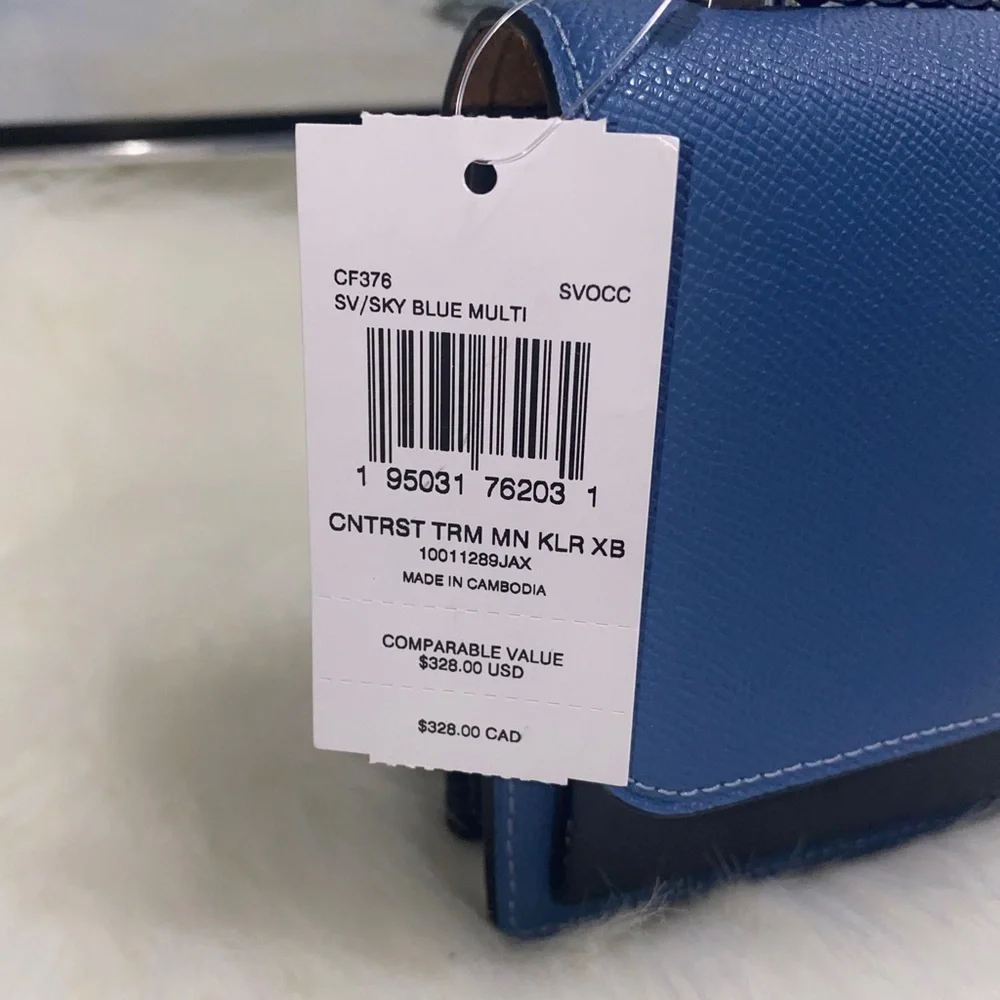 CF376 SVOCC
SV/SKY BLUE MULTI
1 95031 76203 1
CNTRST TRM MN KLR XB
10011289JAX
MADE IN CAMBODIA
COMPARABLE VALUE
$328.00 USD
$328.00 CAD